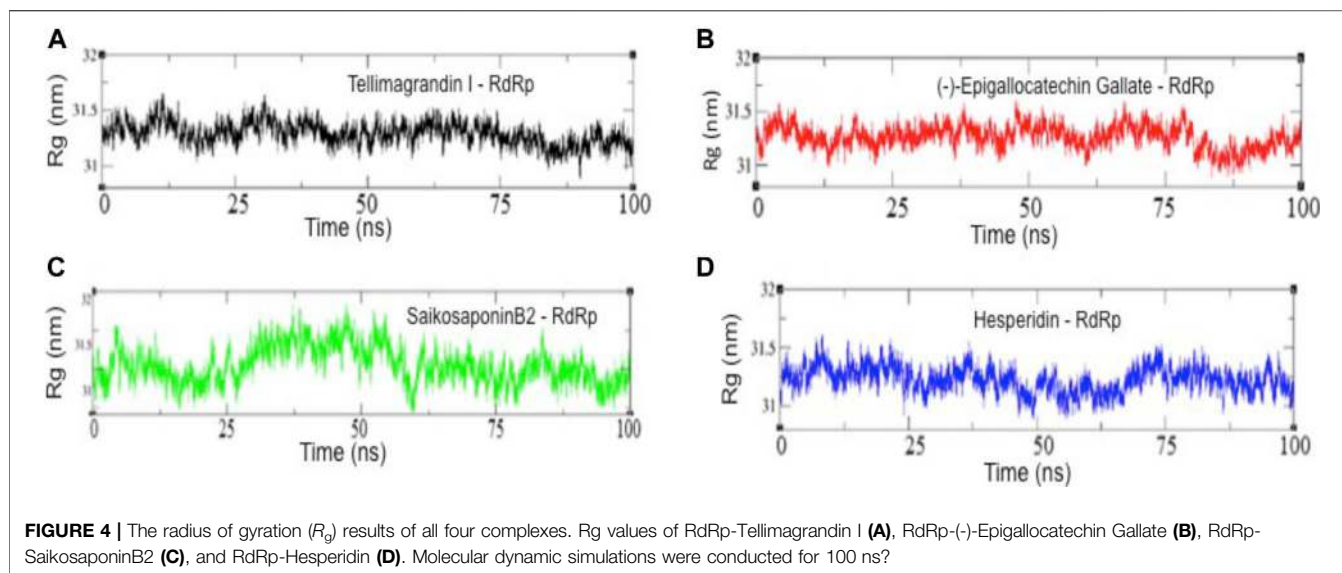 A
32
31.5
31
Rg (nm)
Tellimagrandin I - RdRp
0 25 50 75 100
Time (ns)
B
32
31.5
31
Rg (nm)
(-)-Epigallocatechin Gallate - RdRp
0 25 50 75 100
Time (ns)
C
32
31.5
31
Rg (nm)
SaikosaponinB2 - RdRp
0 25 50 75 100
Time (ns)
D
32
31.5
31
Rg (nm)
Hesperidin - RdRp
0 25 50 75 100
Time (ns)
FIGURE 4 | The radius of gyration (Rg) results of all four complexes. Rg values of RdRp-Tellimagrandin I (A), RdRp-(-)-Epigallocatechin Gallate (B), RdRp-
SaikosaponinB2 (C), and RdRp-Hesperidin (D). Molecular dynamic simulations were conducted for 100 ns?